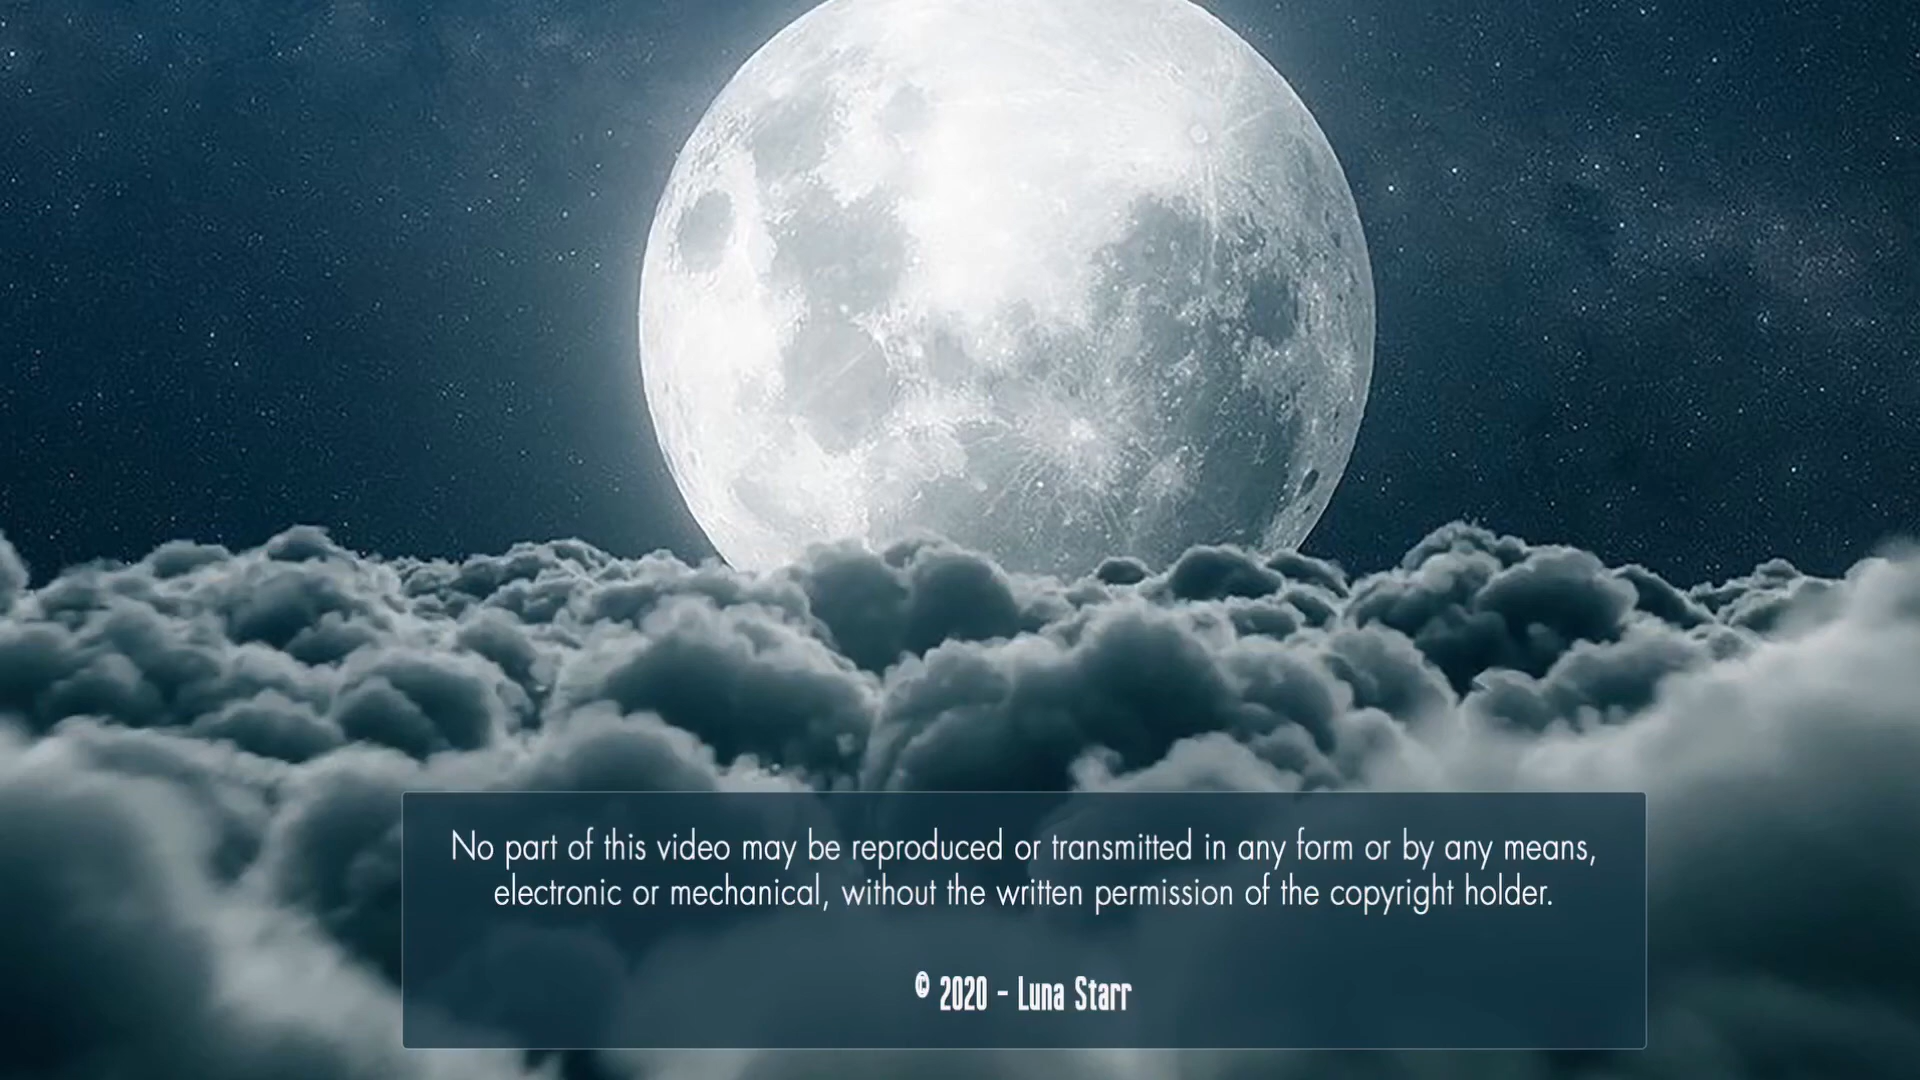 No part of this video may be reproduced or transmitted in any form or by any means,
electronic or mechanical, without the written permission of the copyright holder.
© 2020 - Luna Starr